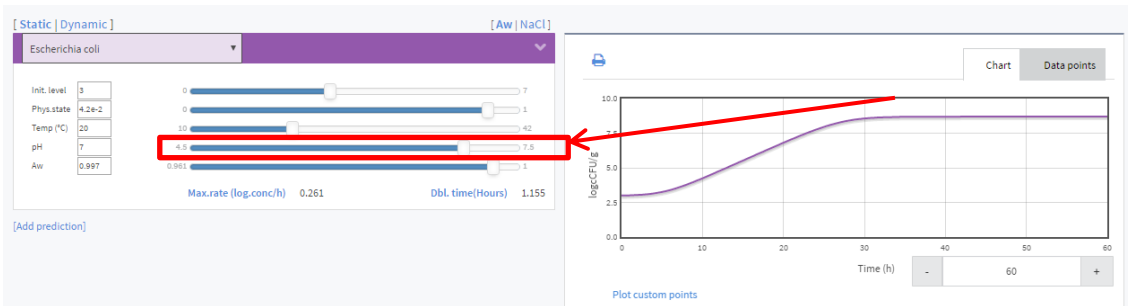 [ Static | Dynamic ]
[ Aw | NaCl ]
Escherichia coli
Init. level 3 0 7
Phys.state 4.2e-2 0 1
Temp (°C) 20 10 42
pH 7 4.5 7.5
Aw 0.997 0.961 1
Max.rate (log.conc/h) 0.261 Dbl. time(Hours) 1.155
[Add prediction]
Chart Data points
10.0
7.5
5.0
2.5
0.0
logcCFU/g
0 10 20 30 40 50 60
Time (h) - 60 +
Plot custom points